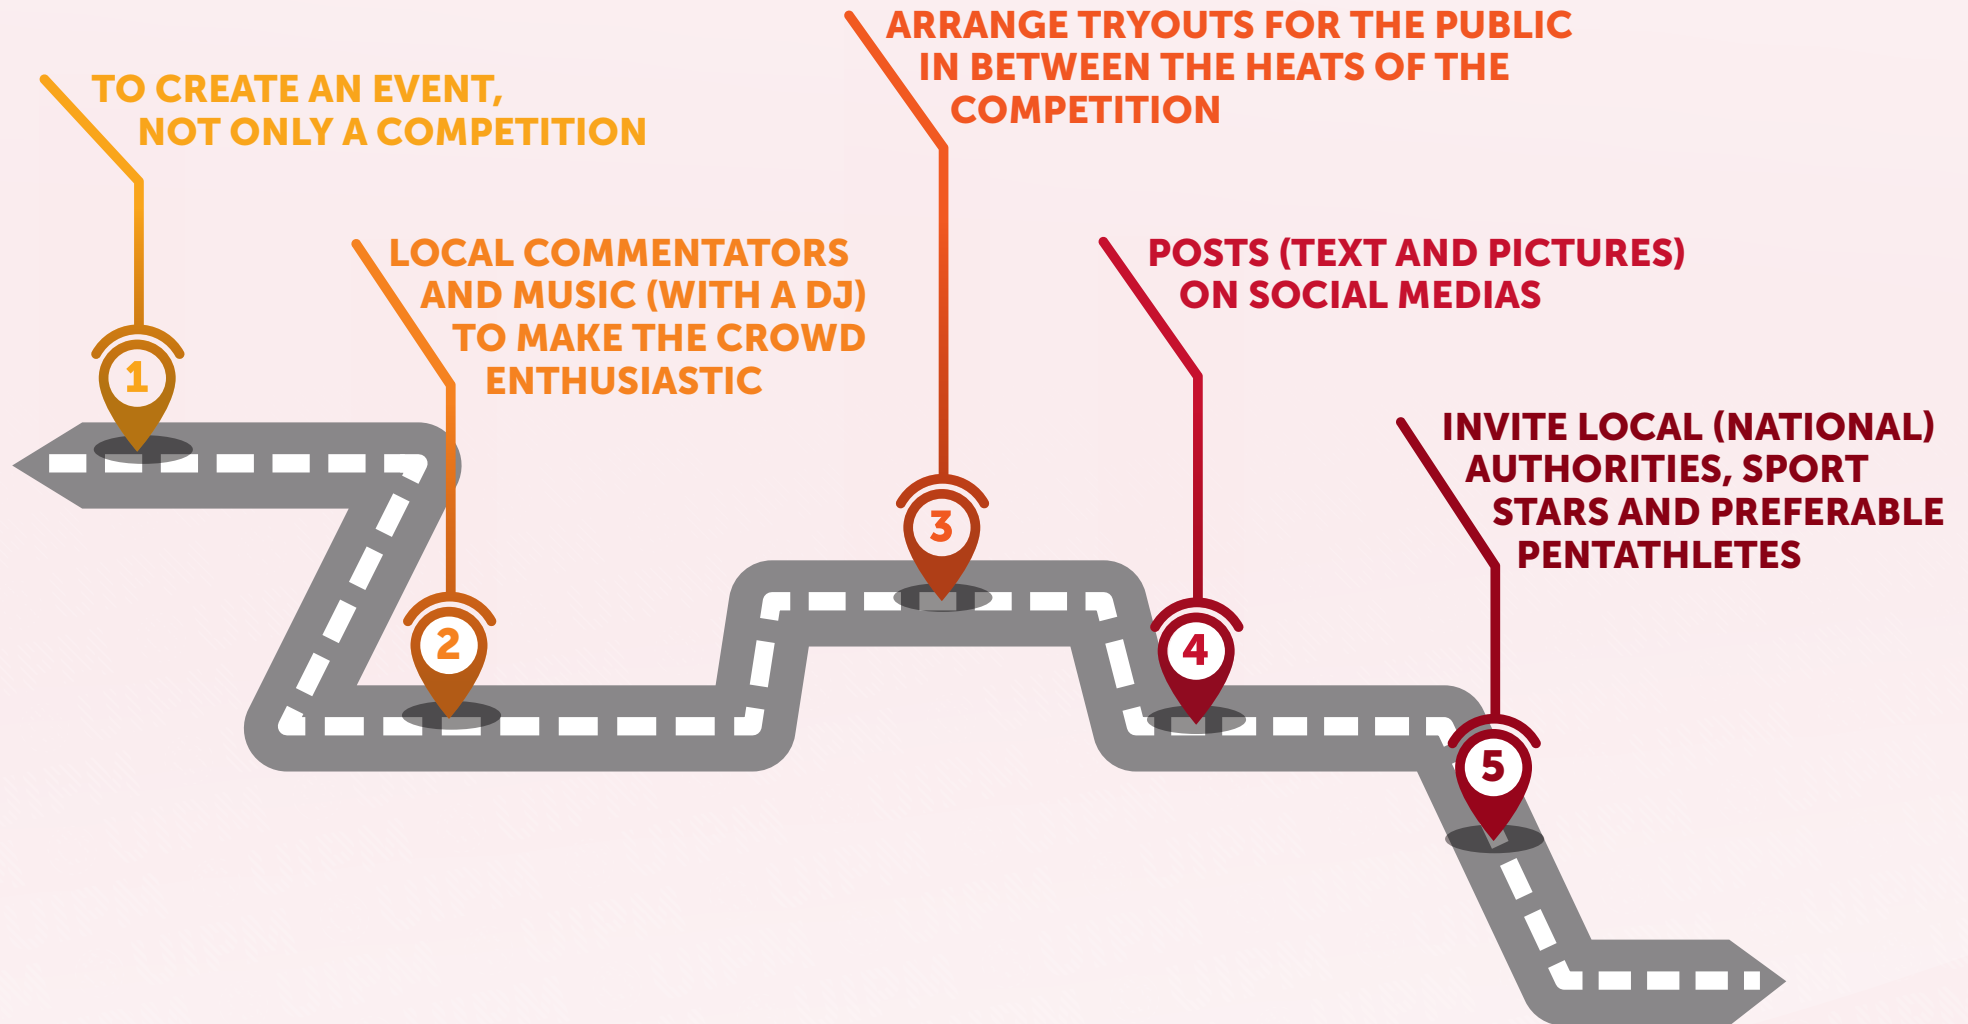 TO CREATE AN EVENT,
NOT ONLY A COMPETITION
1
LOCAL COMMENTATORS
AND MUSIC (WITH A DJ)
TO MAKE THE CROWD
ENTHUSIASTIC
2
ARRANGE TRYOUTS FOR THE PUBLIC
IN BETWEEN THE HEATS OF THE
COMPETITION
3
POSTS (TEXT AND PICTURES)
ON SOCIAL MEDIAS
4
INVITE LOCAL (NATIONAL)
AUTHORITIES, SPORT
STARS AND PREFERABLE
PENTATHLETES
5